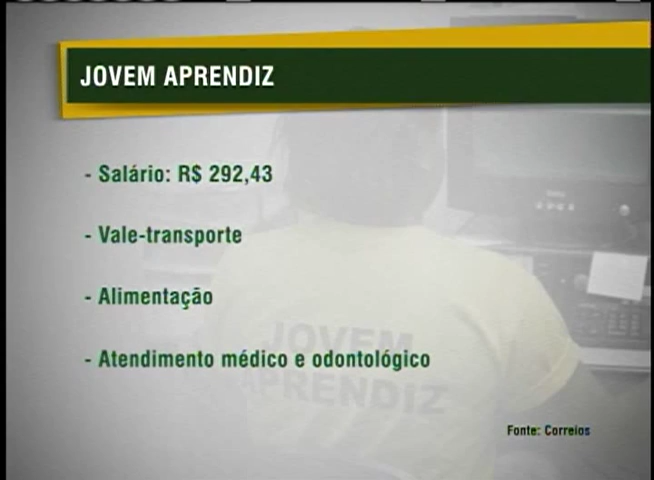 JOVEM APRENDIZ
- Salário: R$ 292,43
- Vale-transporte
- Alimentação
- Atendimento médico e odontológico
JOVEM
APRENDIZ
Fonte: Correios